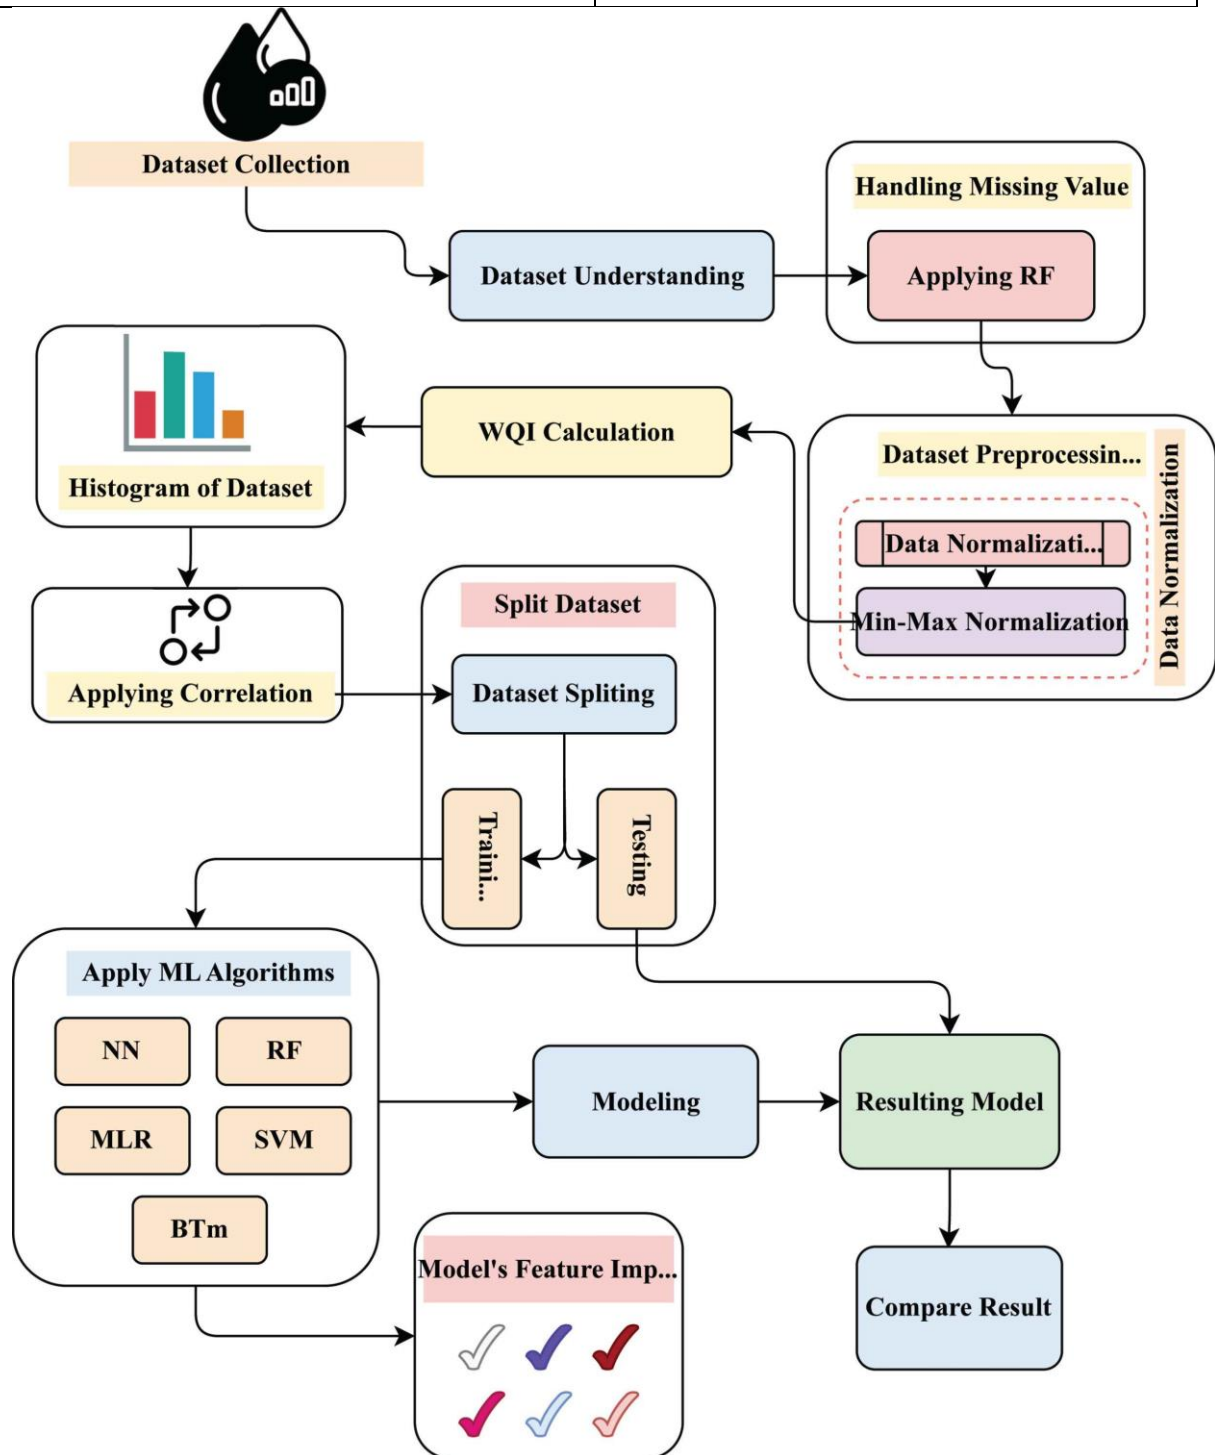 Dataset Collection
Handling Missing Value
Dataset Understanding
Applying RF
WQI Calculation
Histogram of Dataset
Dataset Preprocessin...
Data Normalizati...
Min-Max Normalization
Data Normalization
Applying Correlation
Split Dataset
Dataset Spliting
Traini...
Testing
Apply ML Algorithms
NN
RF
MLR
SVM
BTm
Modeling
Resulting Model
Model's Feature Imp...
Compare Result